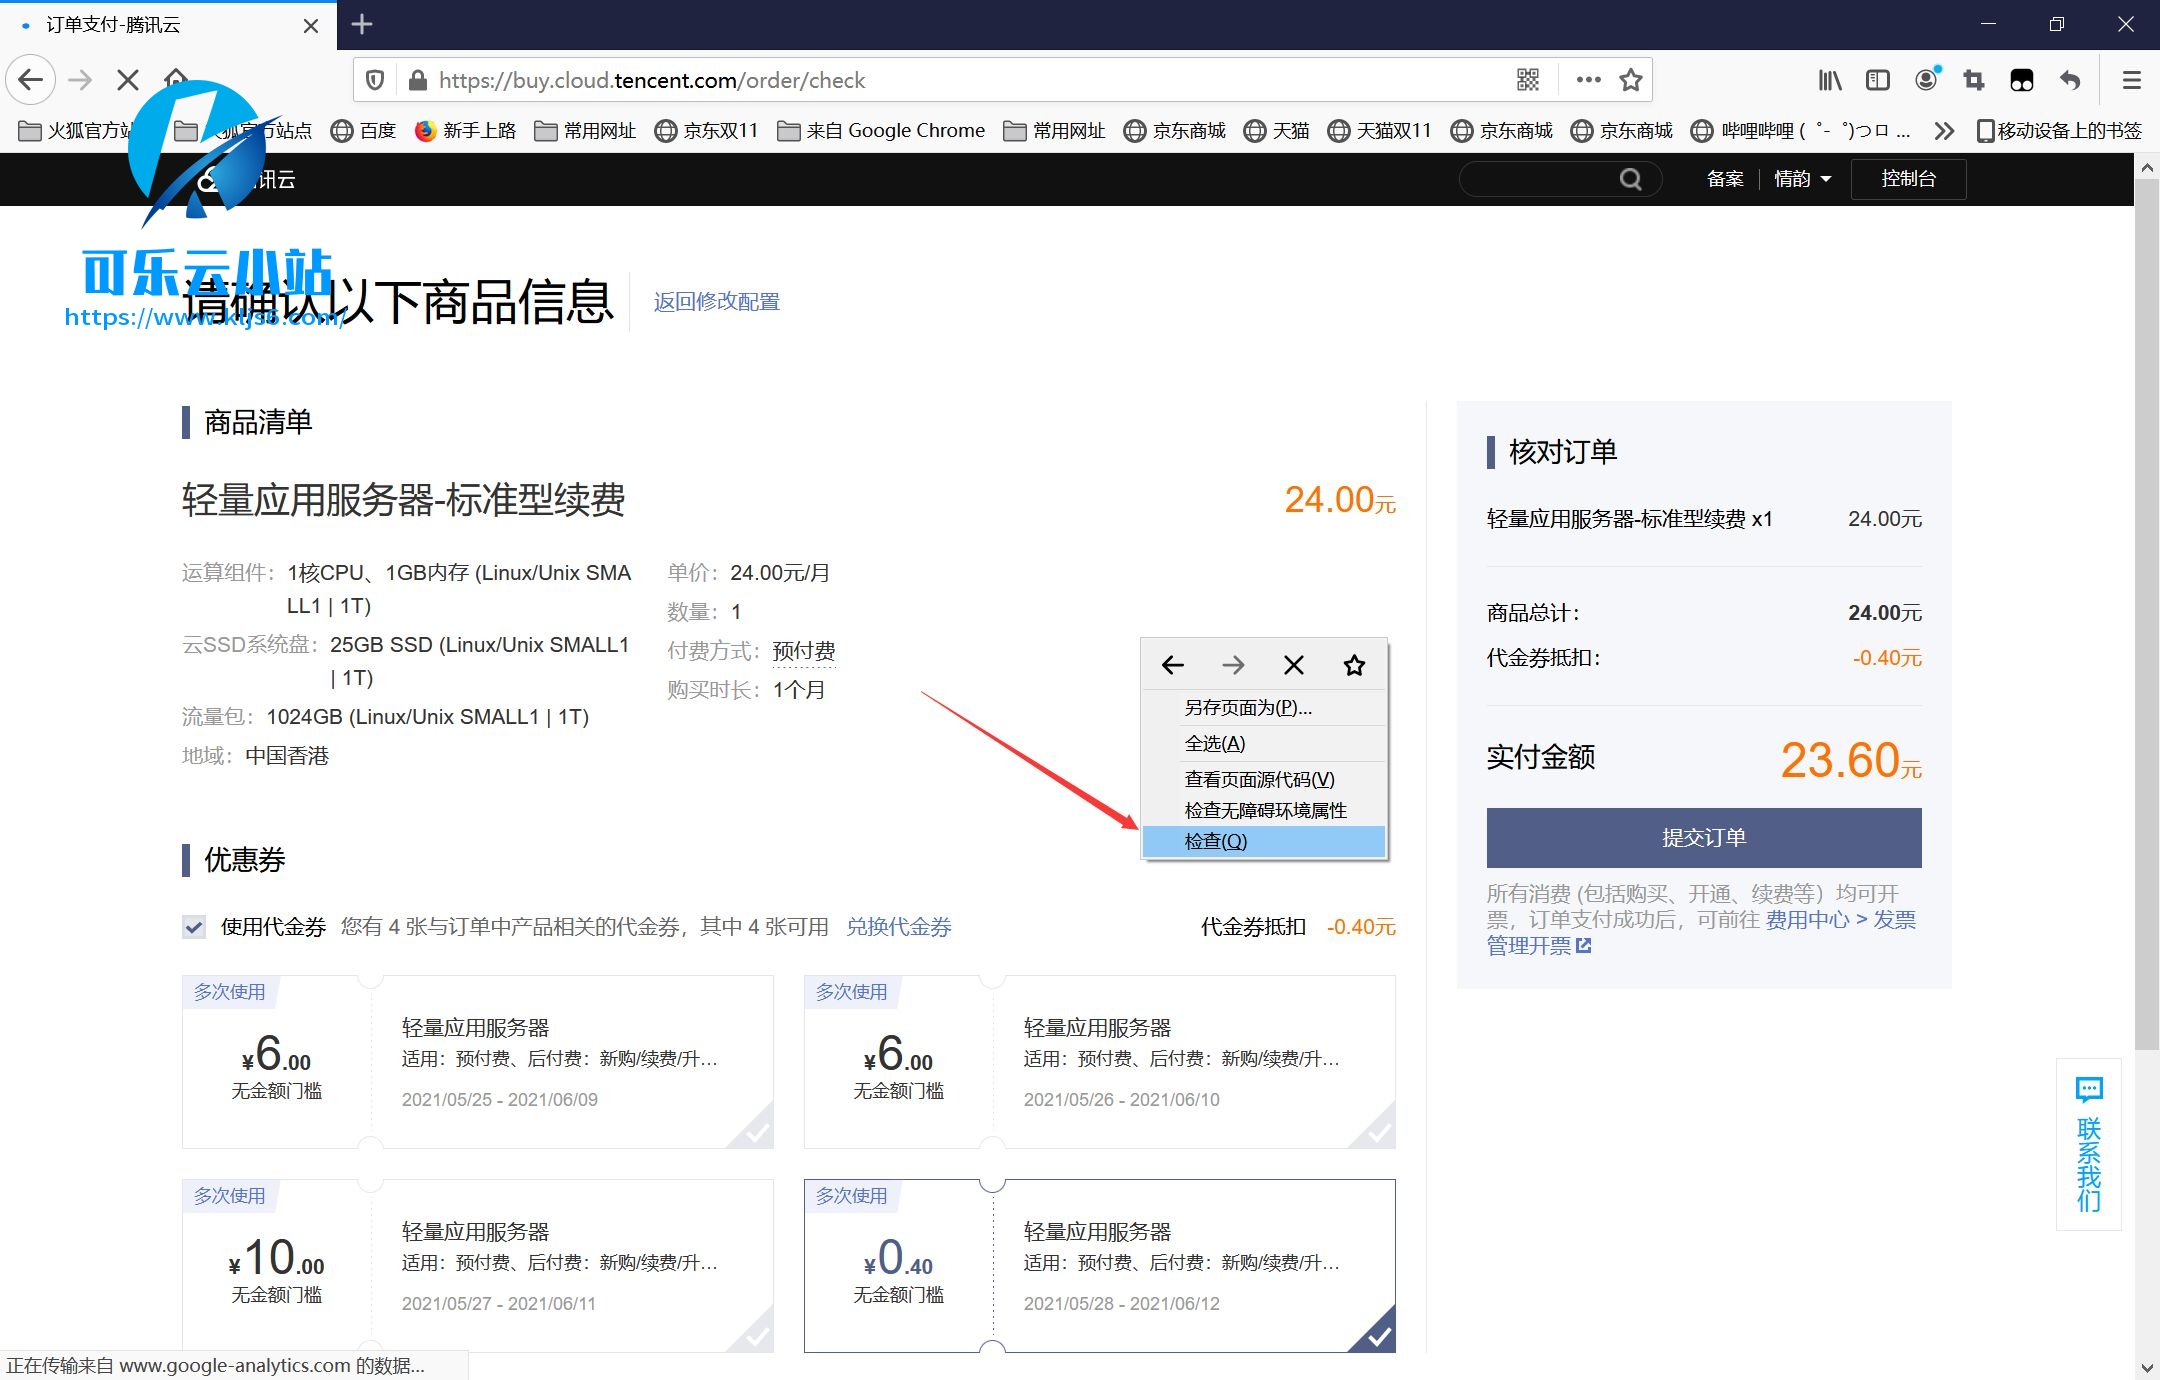 订单支付-腾讯云
https://buy.cloud.tencent.com/order/check
火狐官方站
火狐官方站点
百度
新手上路
常用网址
京东双11
来自 Google Chrome
常用网址
京东商城
天猫
天猫双11
京东商城
京东商城
哔哩哔哩 ( ゜- ゜)つロ ...
移动设备上的书签
讯云
备案
情韵
控制台
可乐云小站
https://www.kljs6.com/
请确认以下商品信息
返回修改配置
商品清单
轻量应用服务器-标准型续费
24.00元
运算组件：
1核CPU、1GB内存 (Linux/Unix SMA
LL1 | 1T)
云SSD系统盘：
25GB SSD (Linux/Unix SMALL1
| 1T)
流量包：
1024GB (Linux/Unix SMALL1 | 1T)
地域：
中国香港
单价：
24.00元/月
数量：
1
付费方式：
预付费
购买时长：
1个月
另存页面为(P)...
全选(A)
查看页面源代码(V)
检查无障碍环境属性
检查(Q)
优惠券
使用代金券
您有 4 张与订单中产品相关的代金券，其中 4 张可用
兑换代金券
代金券抵扣
-0.40元
多次使用
¥6.00
无金额门槛
轻量应用服务器
适用：预付费、后付费：新购/续费/升…
2021/05/25 - 2021/06/09
多次使用
¥6.00
无金额门槛
轻量应用服务器
适用：预付费、后付费：新购/续费/升…
2021/05/26 - 2021/06/10
多次使用
¥10.00
无金额门槛
轻量应用服务器
适用：预付费、后付费：新购/续费/升…
2021/05/27 - 2021/06/11
多次使用
¥0.40
无金额门槛
轻量应用服务器
适用：预付费、后付费：新购/续费/升…
2021/05/28 - 2021/06/12
核对订单
轻量应用服务器-标准型续费 x1
24.00元
商品总计：
24.00元
代金券抵扣：
-0.40元
实付金额
23.60元
提交订单
所有消费 (包括购买、开通、续费等）均可开
票，订单支付成功后，可前往 费用中心 > 发票
管理开票
联系我们
正在传输来自 www.google-analytics.com 的数据...